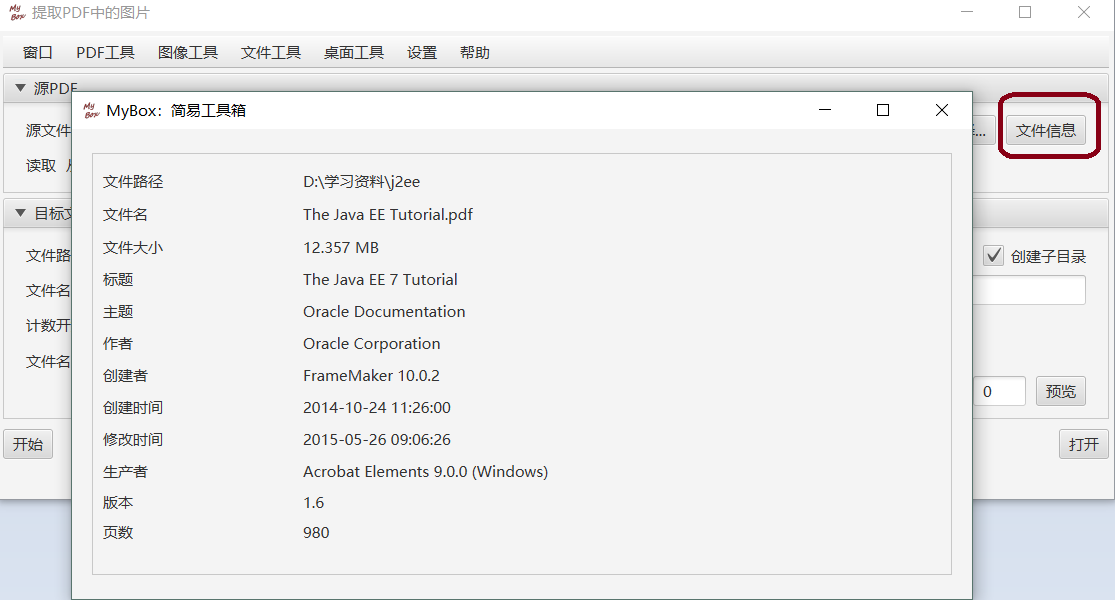 My Box 提取PDF中的图片
窗口 PDF工具 图像工具 文件工具 桌面工具 设置 帮助
源PDF
My Box MyBox：简易工具箱
源文件 ... 文件信息
读取
目标文
文件路 创建子目录
文件名
计数开
文件名
0 预览
开始 打开
文件路径 D:\学习资料\j2ee
文件名 The Java EE Tutorial.pdf
文件大小 12.357 MB
标题 The Java EE 7 Tutorial
主题 Oracle Documentation
作者 Oracle Corporation
创建者 FrameMaker 10.0.2
创建时间 2014-10-24 11:26:00
修改时间 2015-05-26 09:06:26
生产者 Acrobat Elements 9.0.0 (Windows)
版本 1.6
页数 980